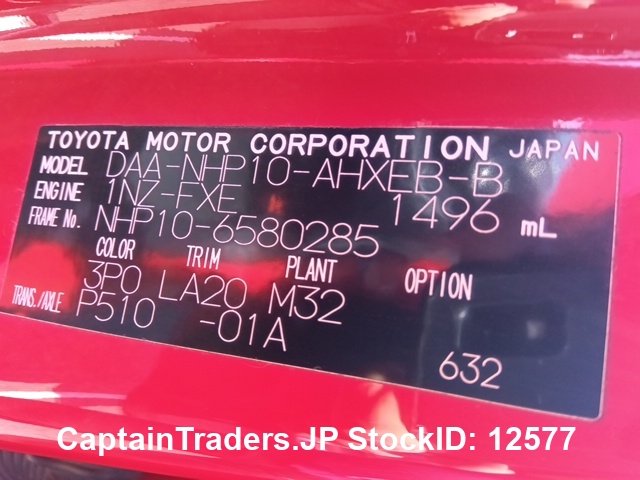 TOYOTA MOTOR CORPORATION JAPAN
MODEL DAA-NHP10-AHXEB-B
ENGINE 1NZ-FXE 1496 mL
FRAME No. NHP10-6580285
COLOR TRIM PLANT OPTION
3P0 LA20 M32
TRANS./AXLE P510 -01A
632
CaptainTraders.JP StockID: 12577